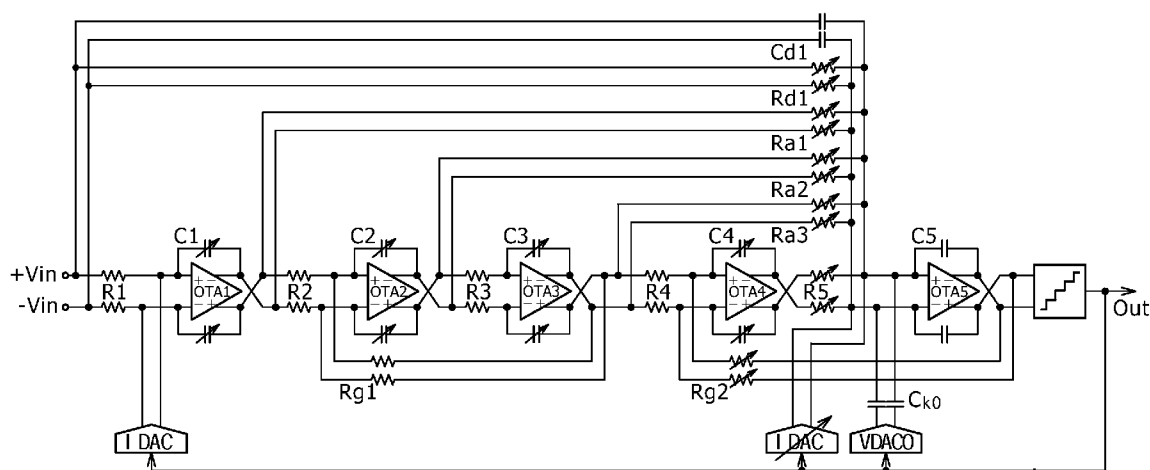 Cd1
Rd1
Ra1
Ra2
Ra3
C1 C2 C3 C4 C5
+Vin
-Vin
R1 OTA1 R2 OTA2 R3 OTA3 R4 OTA4 R5 OTA5
Out
Rg1 Rg2 Ck0
I DAC I DAC VDAC0